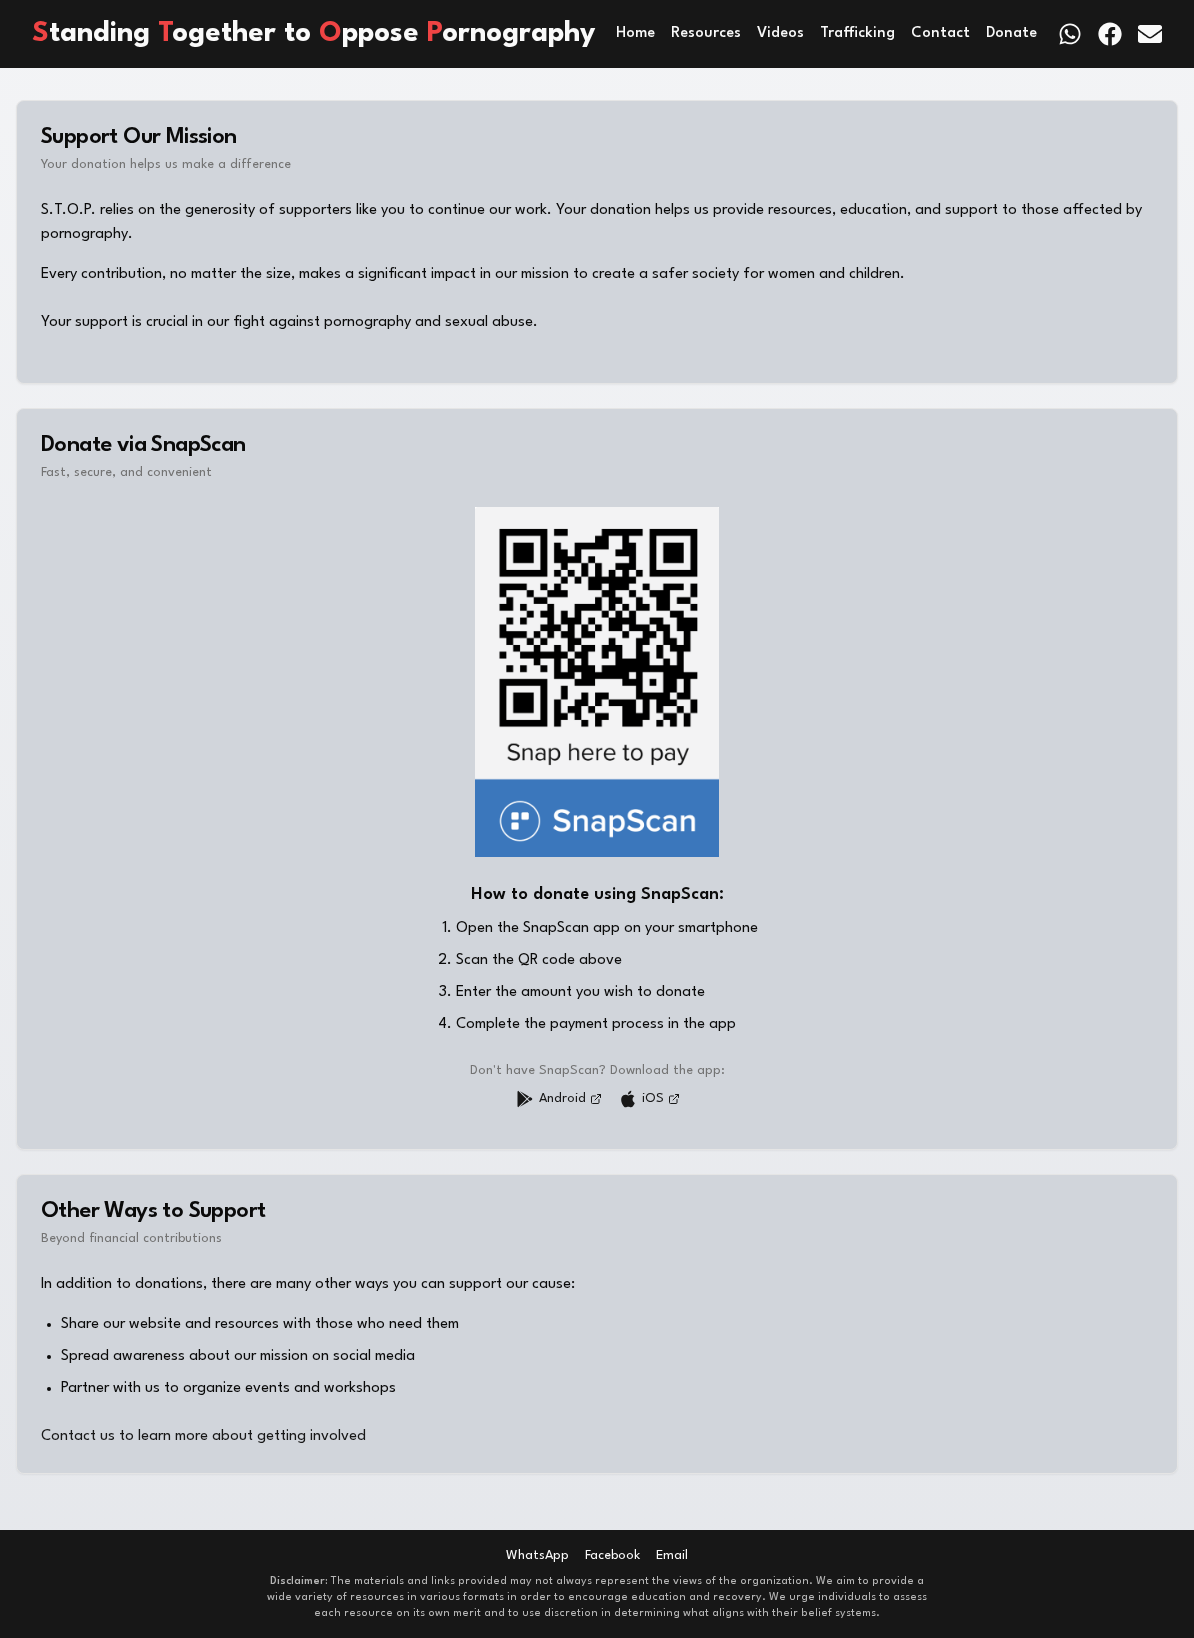 Standing Together to Oppose Pornography
Home Resources Videos Trafficking Contact Donate
Support Our Mission
Your donation helps us make a difference
S.T.O.P. relies on the generosity of supporters like you to continue our work. Your donation helps us provide resources, education, and support to those affected by
pornography.
Every contribution, no matter the size, makes a significant impact in our mission to create a safer society for women and children.
Your support is crucial in our fight against pornography and sexual abuse.
Donate via SnapScan
Fast, secure, and convenient
Snap here to pay
SnapScan
How to donate using SnapScan:
1. Open the SnapScan app on your smartphone
2. Scan the QR code above
3. Enter the amount you wish to donate
4. Complete the payment process in the app
Don't have SnapScan? Download the app:
Android iOS
Other Ways to Support
Beyond financial contributions
In addition to donations, there are many other ways you can support our cause:
• Share our website and resources with those who need them
• Spread awareness about our mission on social media
• Partner with us to organize events and workshops
Contact us to learn more about getting involved
WhatsApp Facebook Email
Disclaimer: The materials and links provided may not always represent the views of the organization. We aim to provide a
wide variety of resources in various formats in order to encourage education and recovery. We urge individuals to assess
each resource on its own merit and to use discretion in determining what aligns with their belief systems.